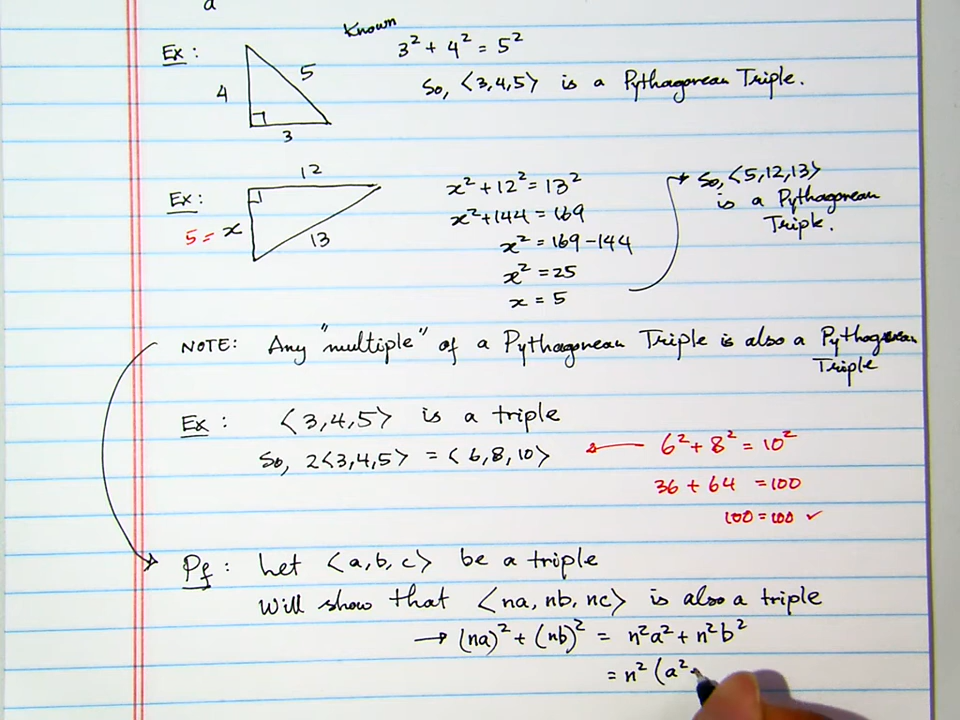 a
Known
Ex: 4 5 3
3² + 4² = 5²
So, ⟨3,4,5⟩ is a Pythagorean Triple.
Ex: 12 5 = x 13
x² + 12² = 13²
x² + 144 = 169
x² = 169 - 144
x² = 25
x = 5
So, ⟨5,12,13⟩
is a Pythagorean
Triple.
NOTE: Any "multiple" of a Pythagorean Triple is also a Pythagorean
Triple
Ex: ⟨3,4,5⟩ is a triple
So, 2⟨3,4,5⟩ = ⟨6,8,10⟩
6² + 8² = 10²
36 + 64 = 100
100 = 100 ✓
Pf: Let ⟨a,b,c⟩ be a triple
Will show that ⟨na, nb, nc⟩ is also a triple
→ (na)² + (nb)² = n²a² + n²b²
= n² (a²